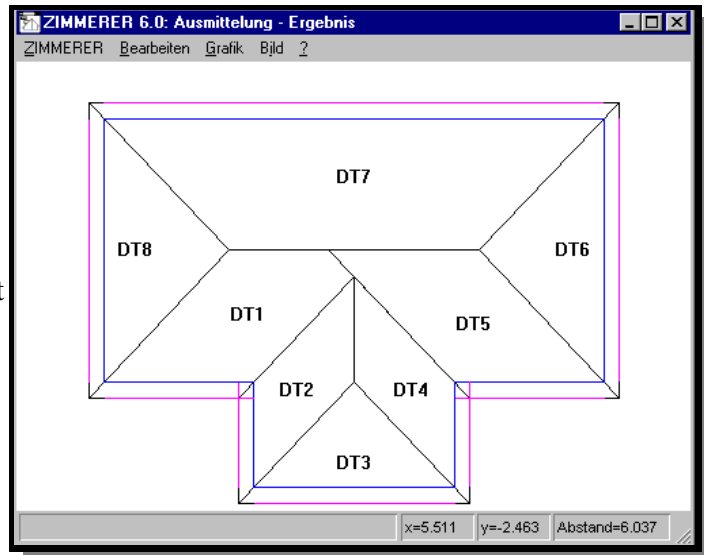 ZIMMERER 6.0: Ausmittelung - Ergebnis
ZIMMERER Bearbeiten Grafik Bild ?
DT7
DT8
DT6
DT1
DT5
DT2
DT4
DT3
t
x=5.511 y=-2.463 Abstand=6.037